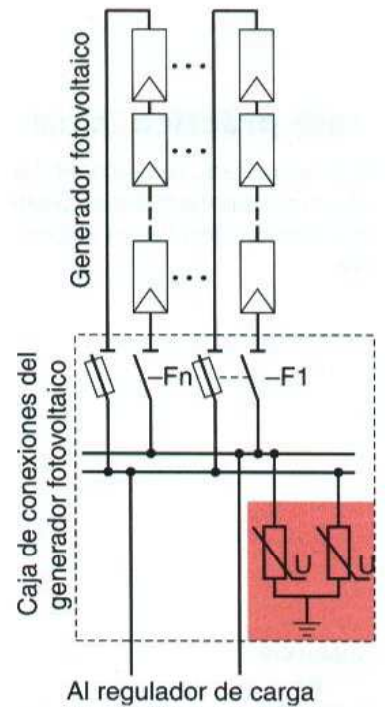 Generador fotovoltaico
Caja de conexiones del
generador fotovoltaico
–Fn
–F1
U
U
Al regulador de carga